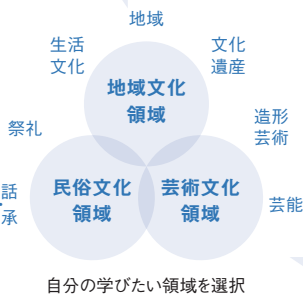 地域
生活
文化
文化
遺産
地域文化
領域
造形
芸術
祭礼
民俗文化
領域
芸術文化
領域
話
承
芸能
自分の学びたい領域を選択